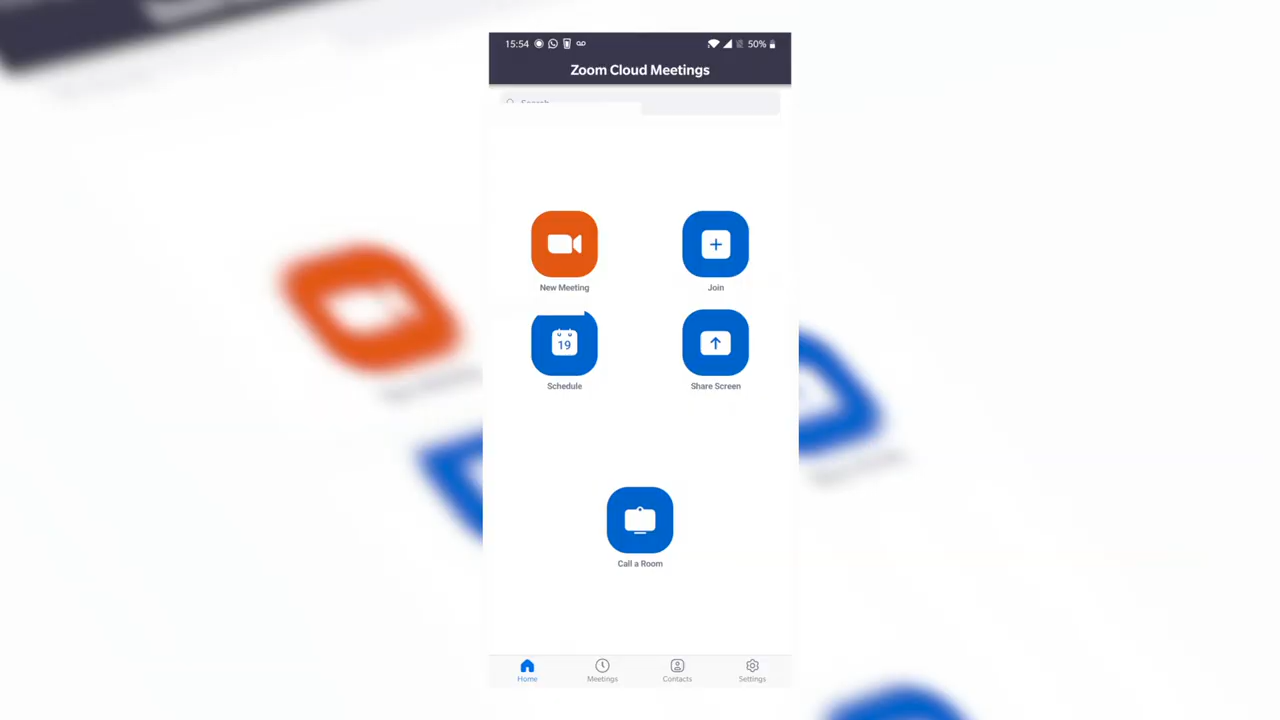 15:54 50%
Zoom Cloud Meetings
Search
New Meeting Join
19
Schedule Share Screen
Call a Room
Home Meetings Contacts Settings